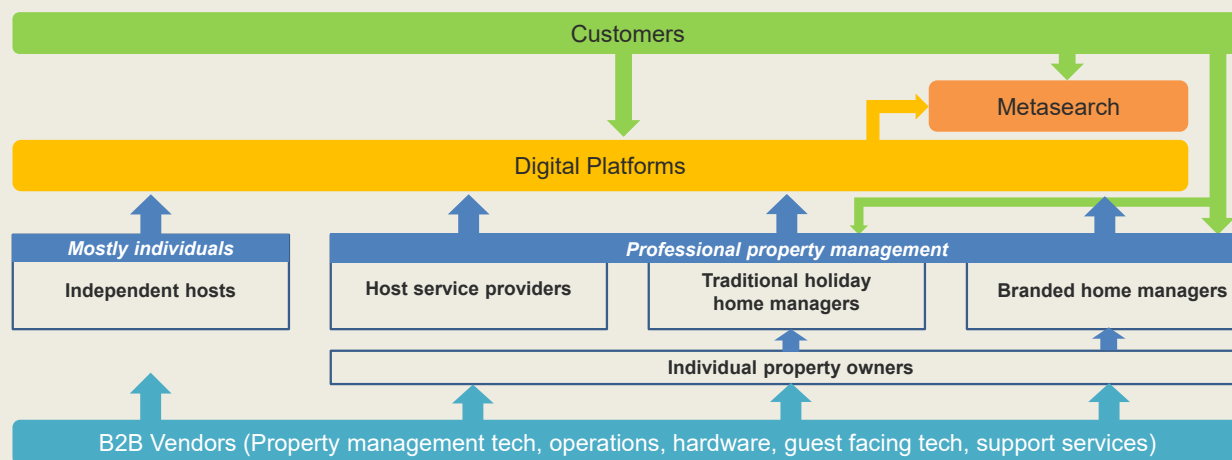 Customers
Metasearch
Digital Platforms
Mostly individuals
Professional property management
Independent hosts
Host service providers
Traditional holiday
home managers
Branded home managers
Individual property owners
B2B Vendors (Property management tech, operations, hardware, guest facing tech, support services)